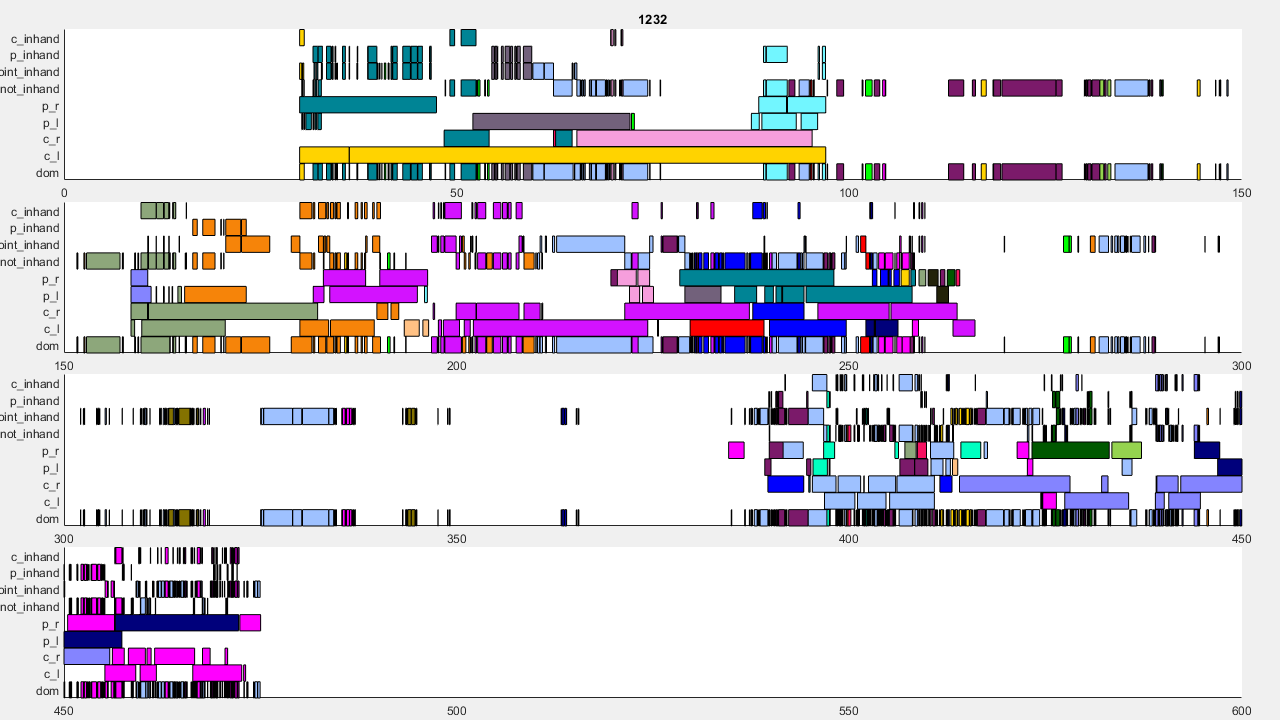 1232
c_inhand
p_inhand
oint_inhand
not_inhand
p_r
p_l
c_r
c_l
dom
0 50 100 150
c_inhand
p_inhand
oint_inhand
not_inhand
p_r
p_l
c_r
c_l
dom
150 200 250 300
c_inhand
p_inhand
oint_inhand
not_inhand
p_r
p_l
c_r
c_l
dom
300 350 400 450
c_inhand
p_inhand
oint_inhand
not_inhand
p_r
p_l
c_r
c_l
dom
450 500 550 600